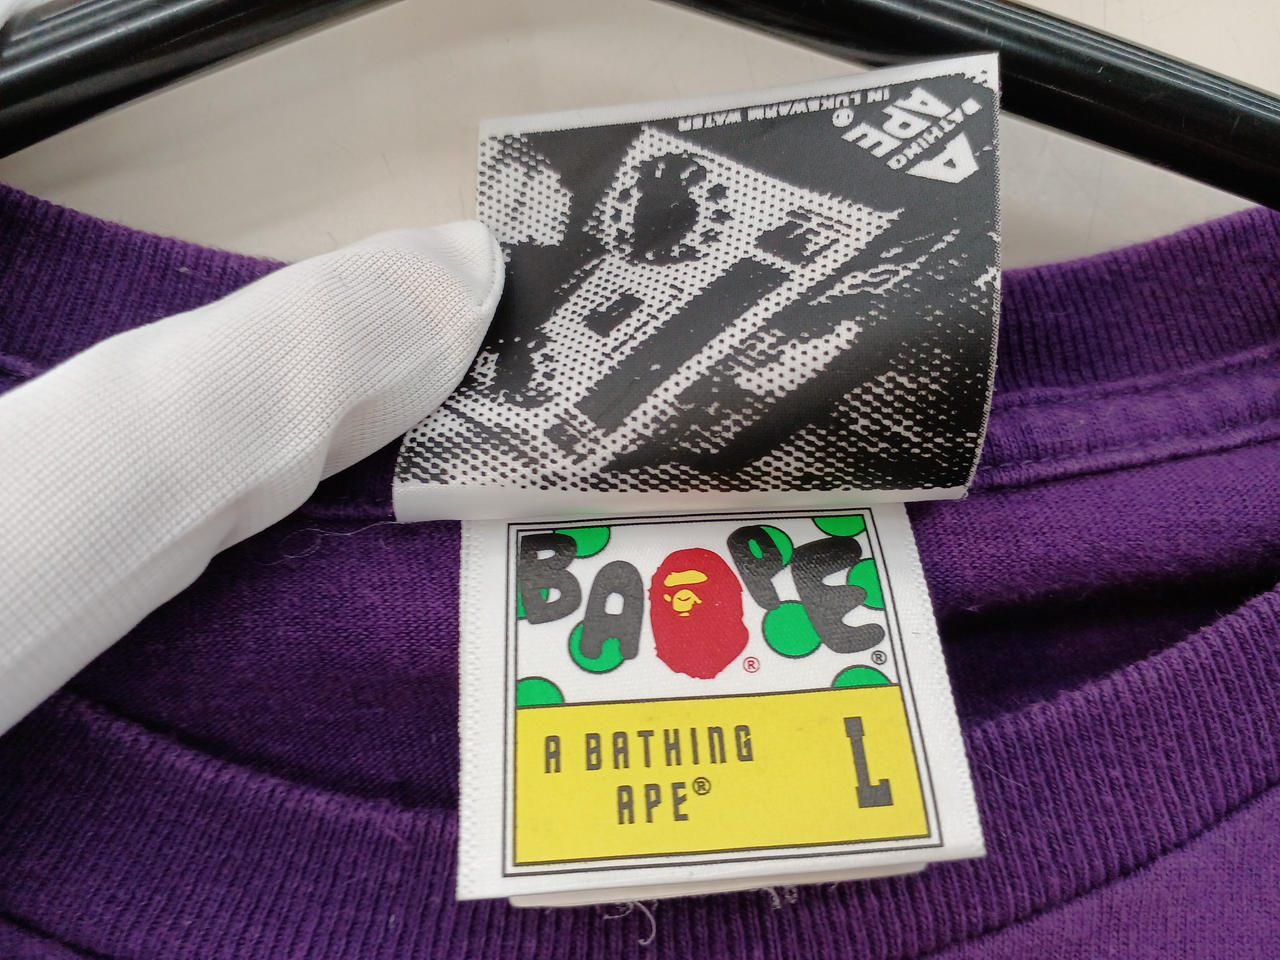 A
BATHING
APE®
IN LUKEWARM WATER
BAPE
®
®
A BATHING
APE®
L